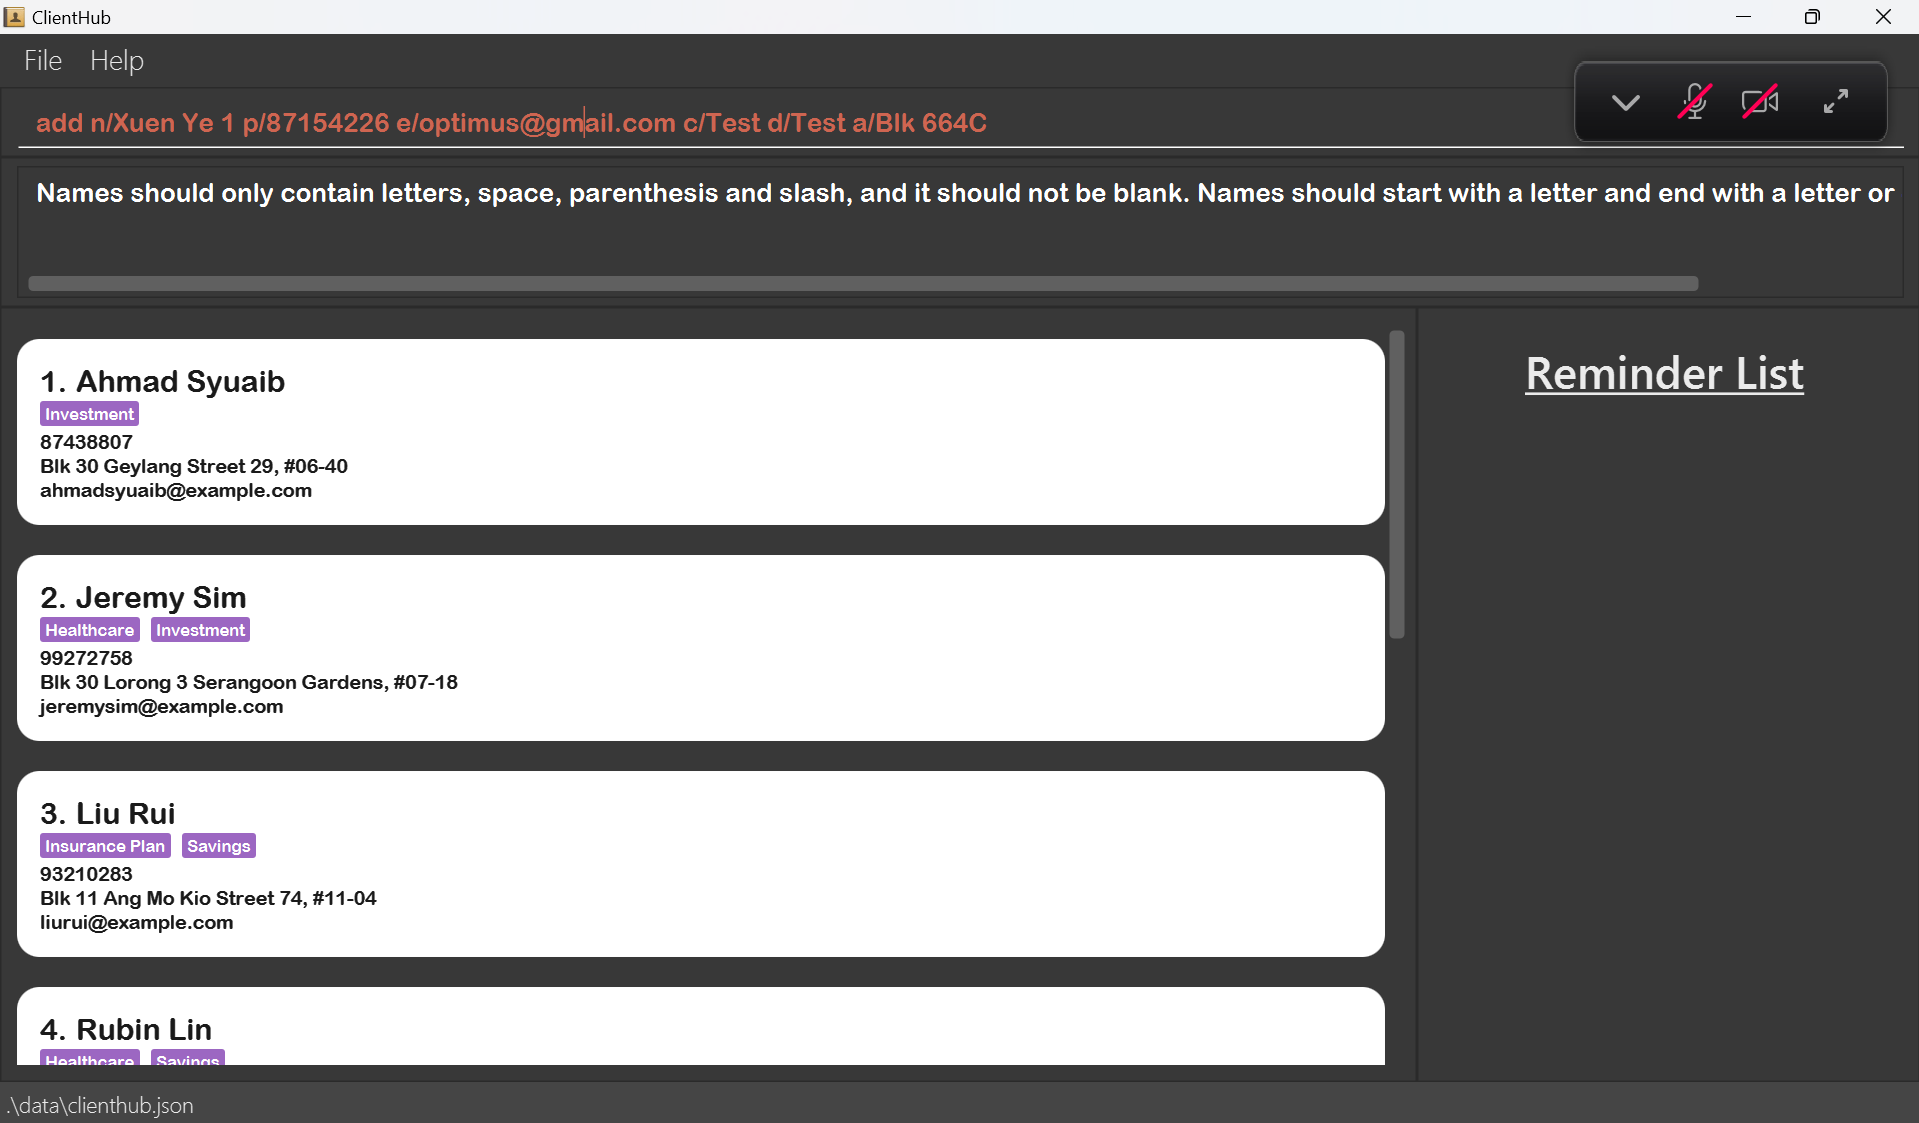 ClientHub
File Help
add n/Xuen Ye 1 p/87154226 e/optimus@gmail.com c/Test d/Test a/Blk 664C
Names should only contain letters, space, parenthesis and slash, and it should not be blank. Names should start with a letter and end with a letter or
Reminder List
1. Ahmad Syuaib
Investment
87438807
Blk 30 Geylang Street 29, #06-40
ahmadsyuaib@example.com
2. Jeremy Sim
Healthcare Investment
99272758
Blk 30 Lorong 3 Serangoon Gardens, #07-18
jeremysim@example.com
3. Liu Rui
Insurance Plan Savings
93210283
Blk 11 Ang Mo Kio Street 74, #11-04
liurui@example.com
4. Rubin Lin
Healthcare Savings
.\data\clienthub.json